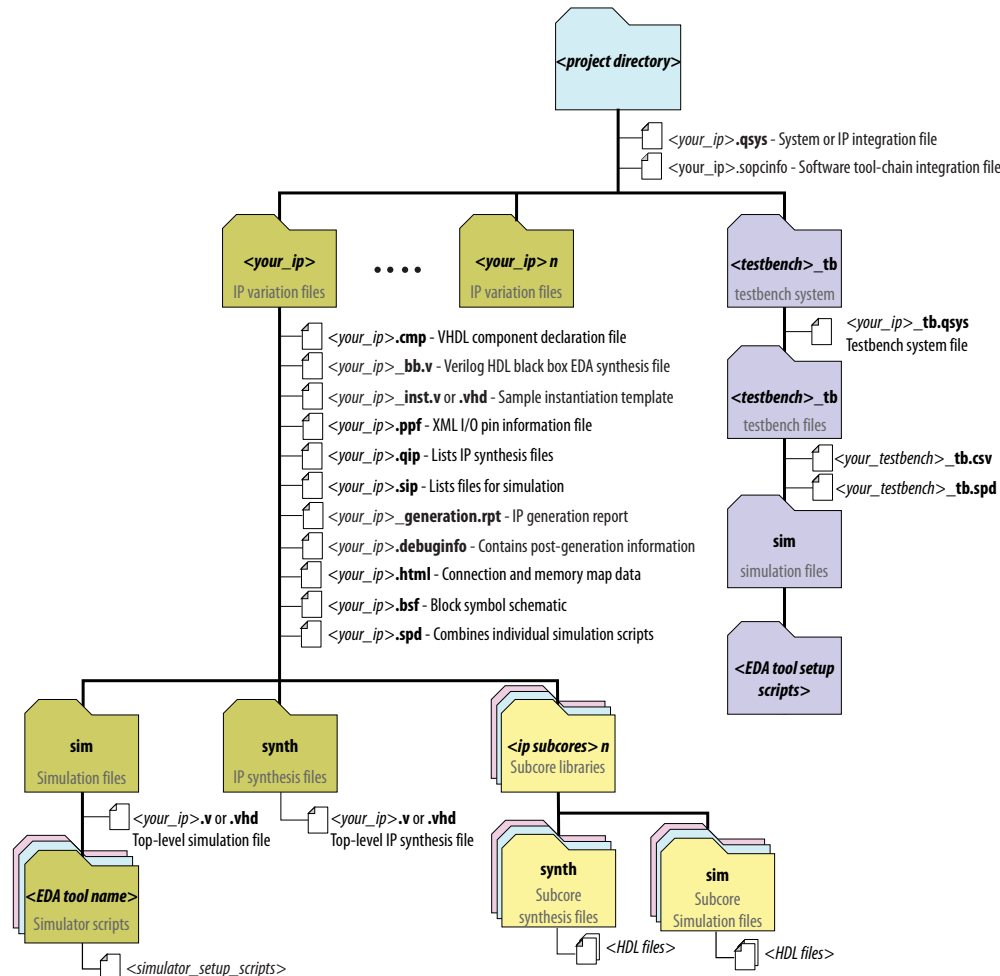 <project directory>
<your_ip>.qsys - System or IP integration file
<your_ip>.sopcinfo - Software tool-chain integration file
<your_ip>
IP variation files
<your_ip> n
IP variation files
<testbench>_tb
testbench system
<your_ip>_tb.qsys
Testbench system file
<your_ip>.cmp - VHDL component declaration file
<your_ip>_bb.v - Verilog HDL black box EDA synthesis file
<your_ip>_inst.v or .vhd - Sample instantiation template
<your_ip>.ppf - XML I/O pin information file
<your_ip>.qip - Lists IP synthesis files
<your_ip>.sip - Lists files for simulation
<your_ip>_generation.rpt - IP generation report
<your_ip>.debuginfo - Contains post-generation information
<your_ip>.html - Connection and memory map data
<your_ip>.bsf - Block symbol schematic
<your_ip>.spd - Combines individual simulation scripts
<testbench>_tb
testbench files
<your_testbench>_tb.csv
<your_testbench>_tb.spd
sim
simulation files
<EDA tool setup
scripts>
sim
Simulation files
<your_ip>.v or .vhd
Top-level simulation file
<EDA tool name>
Simulator scripts
<simulator_setup_scripts>
synth
IP synthesis files
<your_ip>.v or .vhd
Top-level IP synthesis file
<ip subcores> n
Subcore libraries
synth
Subcore
synthesis files
<HDL files>
sim
Subcore
Simulation files
<HDL files>